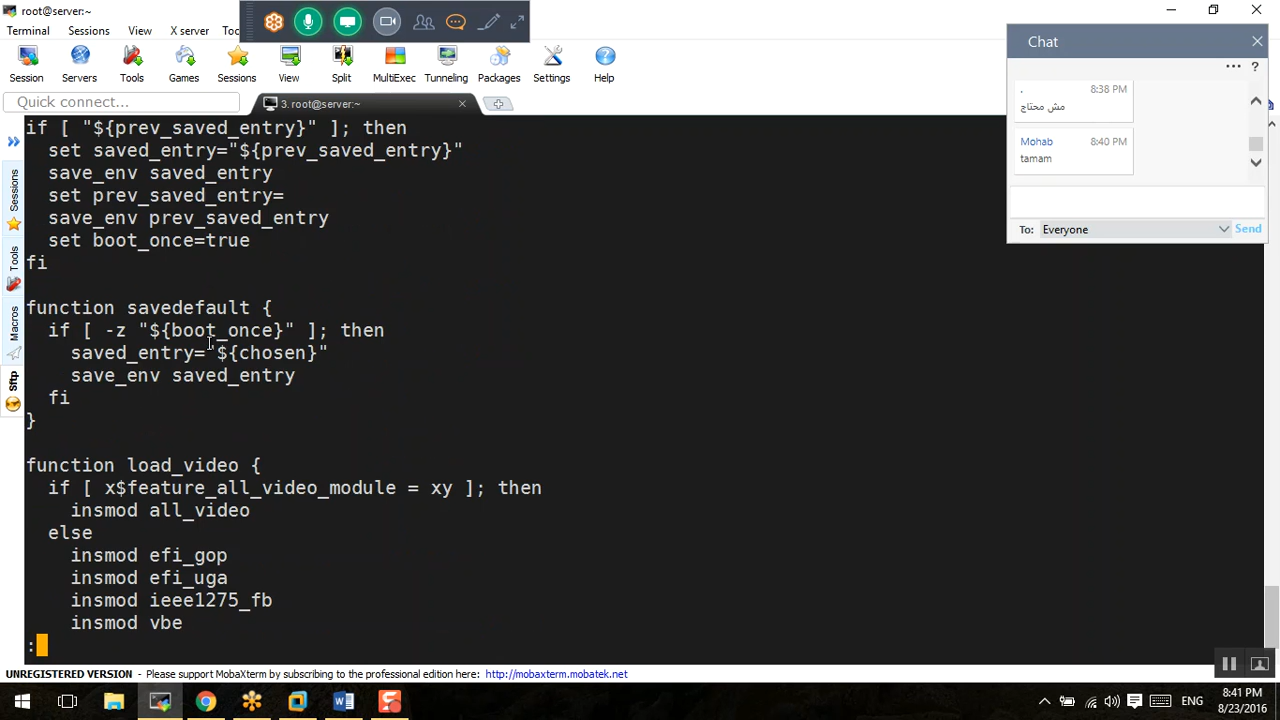 root@server:~
Terminal Sessions View X server
Session Servers Tools Games Sessions View Split MultiExec Tunneling Packages Settings Help
Quick connect...
3. root@server:~
if [ "${prev_saved_entry}" ]; then
set saved_entry="${prev_saved_entry}"
save_env saved_entry
set prev_saved_entry=
save_env prev_saved_entry
set boot_once=true
fi
function savedefault {
if [ -z "${boot_once}" ]; then
saved_entry="${chosen}"
save_env saved_entry
fi
}
function load_video {
if [ x$feature_all_video_module = xy ]; then
insmod all_video
else
insmod efi_gop
insmod efi_uga
insmod ieee1275_fb
insmod vbe
:
Sessions
Tools
Macros
Sftp
Chat
?
. 8:38 PM
مش محتاج
Mohab 8:40 PM
tamam
To: Everyone Send
UNREGISTERED VERSION - Please support MobaXterm by subscribing to the professional edition here: http://mobaxterm.mobatek.net
ENG
8:41 PM
8/23/2016